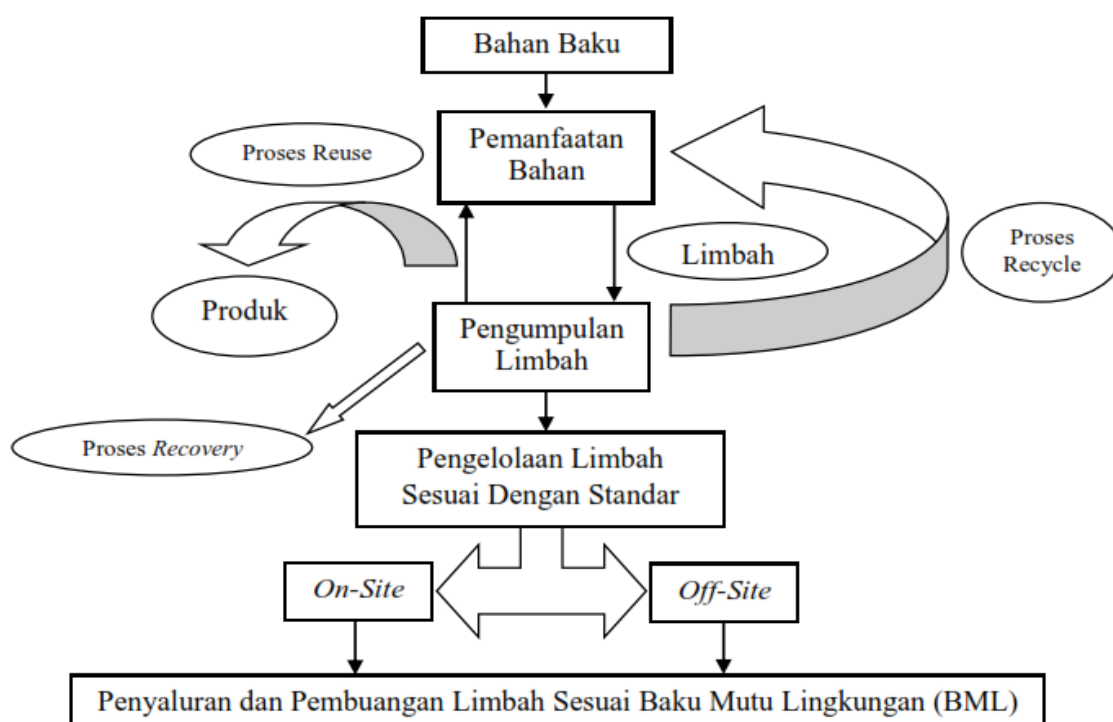 Bahan Baku
Pemanfaatan
Bahan
Proses Reuse
Limbah
Proses
Recycle
Produk
Pengumpulan
Limbah
Proses Recovery
Pengelolaan Limbah
Sesuai Dengan Standar
On-Site
Off-Site
Penyaluran dan Pembuangan Limbah Sesuai Baku Mutu Lingkungan (BML)